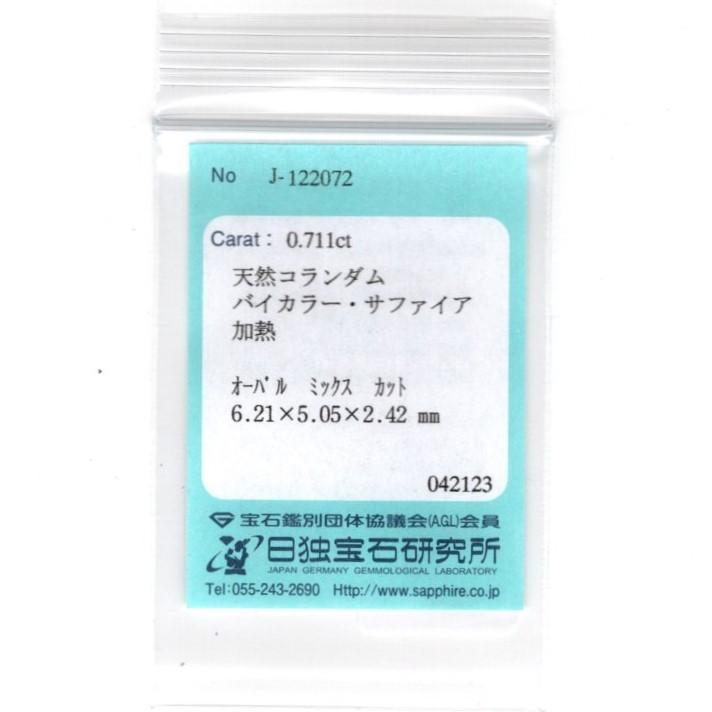 No J-122072
Carat: 0.711ct
天然コランダム
バイカラー・サファイア
加熱
ｵｰﾊﾞﾙ ﾐｯｸｽ ｶｯﾄ
6.21×5.05×2.42 mm
042123
宝石鑑別団体協議会(AGL)会員
日独宝石研究所
JAPAN GERMANY GEMMOLOGICAL LABORATORY
Tel:055-243-2690 Http://www.sapphire.co.jp